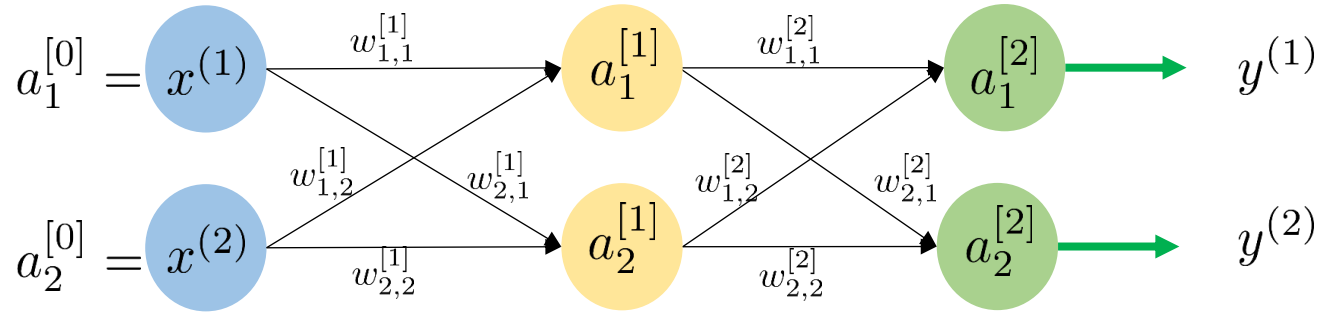 w_{1,1}^{[1]} w_{1,1}^{[2]}
a_1^{[0]} = x^{(1)} a_1^{[1]} a_1^{[2]} y^{(1)}
w_{1,2}^{[1]} w_{2,1}^{[1]} w_{1,2}^{[2]} w_{2,1}^{[2]}
a_2^{[0]} = x^{(2)} a_2^{[1]} a_2^{[2]} y^{(2)}
w_{2,2}^{[1]} w_{2,2}^{[2]}